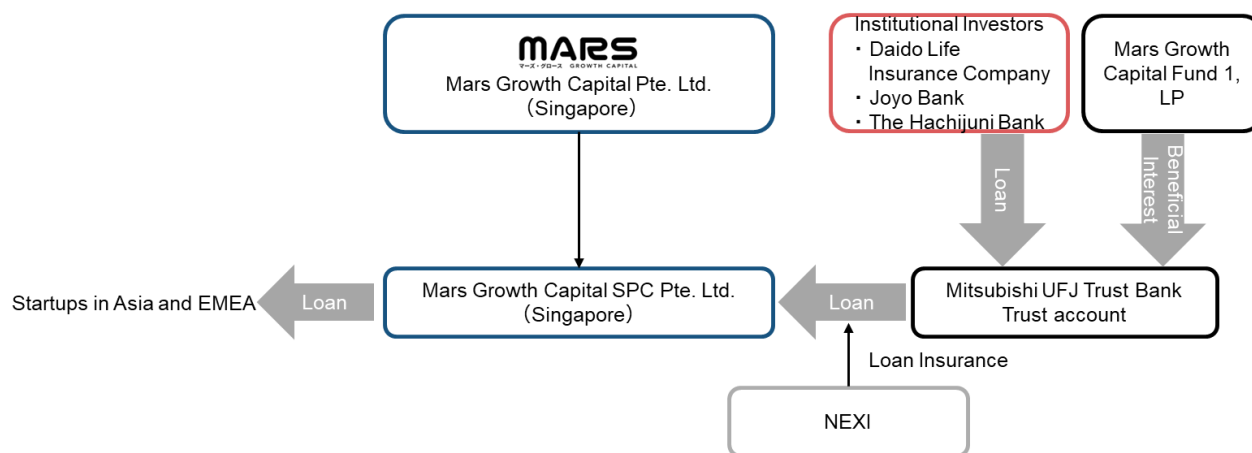 MARS
マーズ・グロース GROWTH CAPITAL
Mars Growth Capital Pte. Ltd.
（Singapore）
Institutional Investors
・ Daido Life
Insurance Company
・ Joyo Bank
・ The Hachijuni Bank
Mars Growth
Capital Fund 1,
LP
Loan
Beneficial
Interest
Startups in Asia and EMEA
Loan
Mars Growth Capital SPC Pte. Ltd.
（Singapore）
Loan
Mitsubishi UFJ Trust Bank
Trust account
Loan Insurance
NEXI